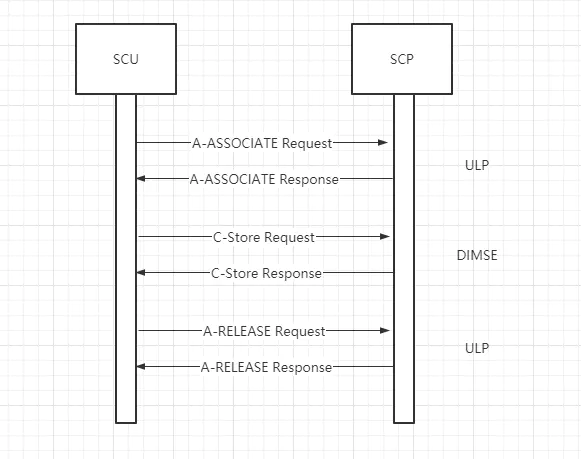 SCU
SCP
A-ASSOCIATE Request
A-ASSOCIATE Response
ULP
C-Store Request
C-Store Response
DIMSE
A-RELEASE Request
A-RELEASE Response
ULP